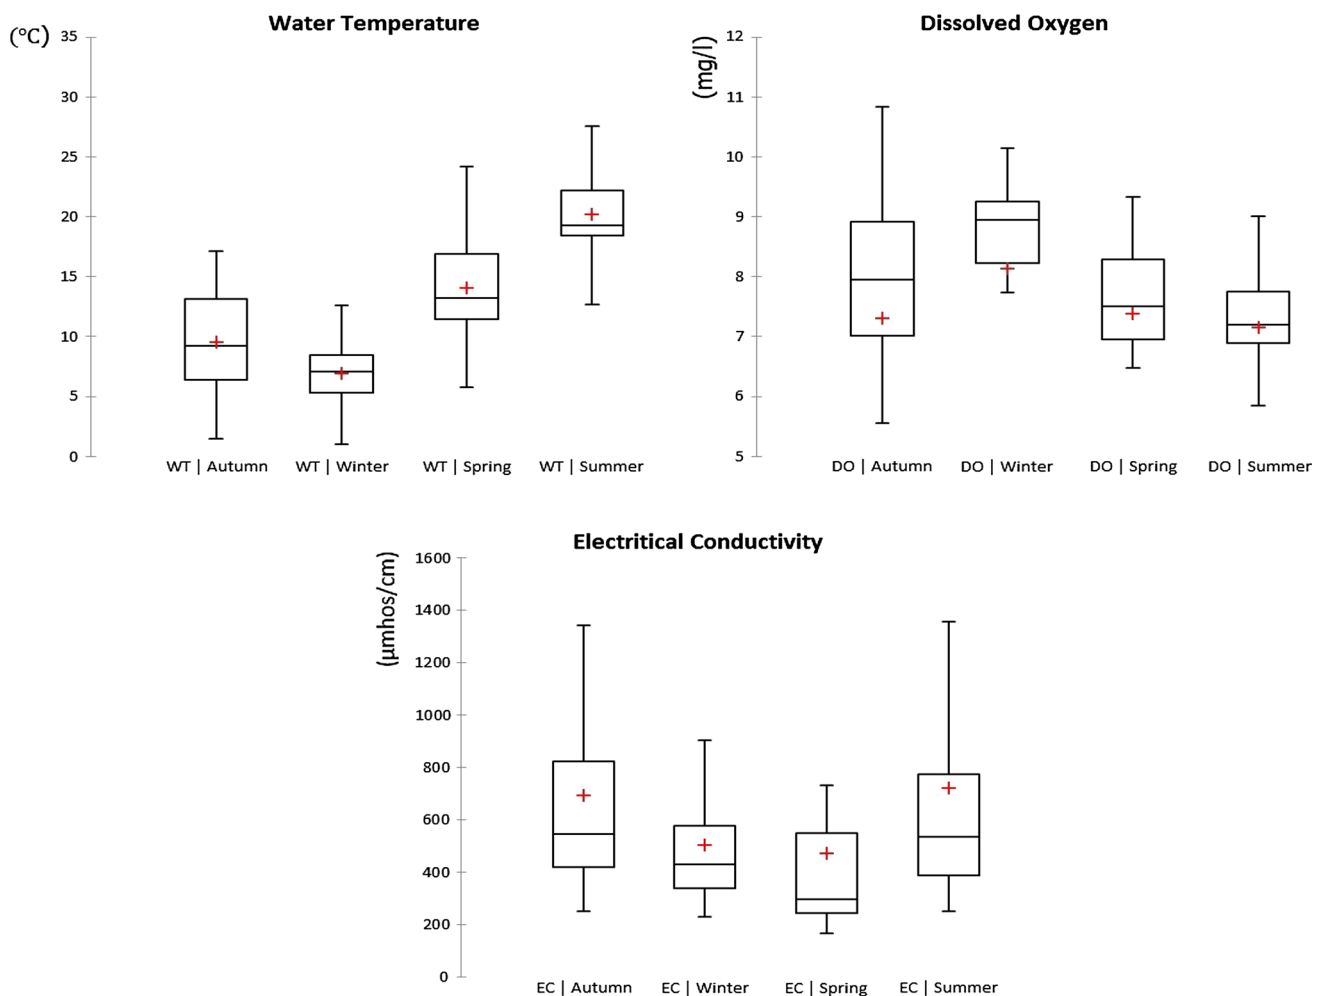 Water Temperature
(°C)
35
30
25
20
15
10
5
0
WT | Autumn
WT | Winter
WT | Spring
WT | Summer
Dissolved Oxygen
(mg/l)
12
11
10
9
8
7
6
5
DO | Autumn
DO | Winter
DO | Spring
DO | Summer
Electritical Conductivity
(µmhos/cm)
1600
1400
1200
1000
800
600
400
200
0
EC | Autumn
EC | Winter
EC | Spring
EC | Summer